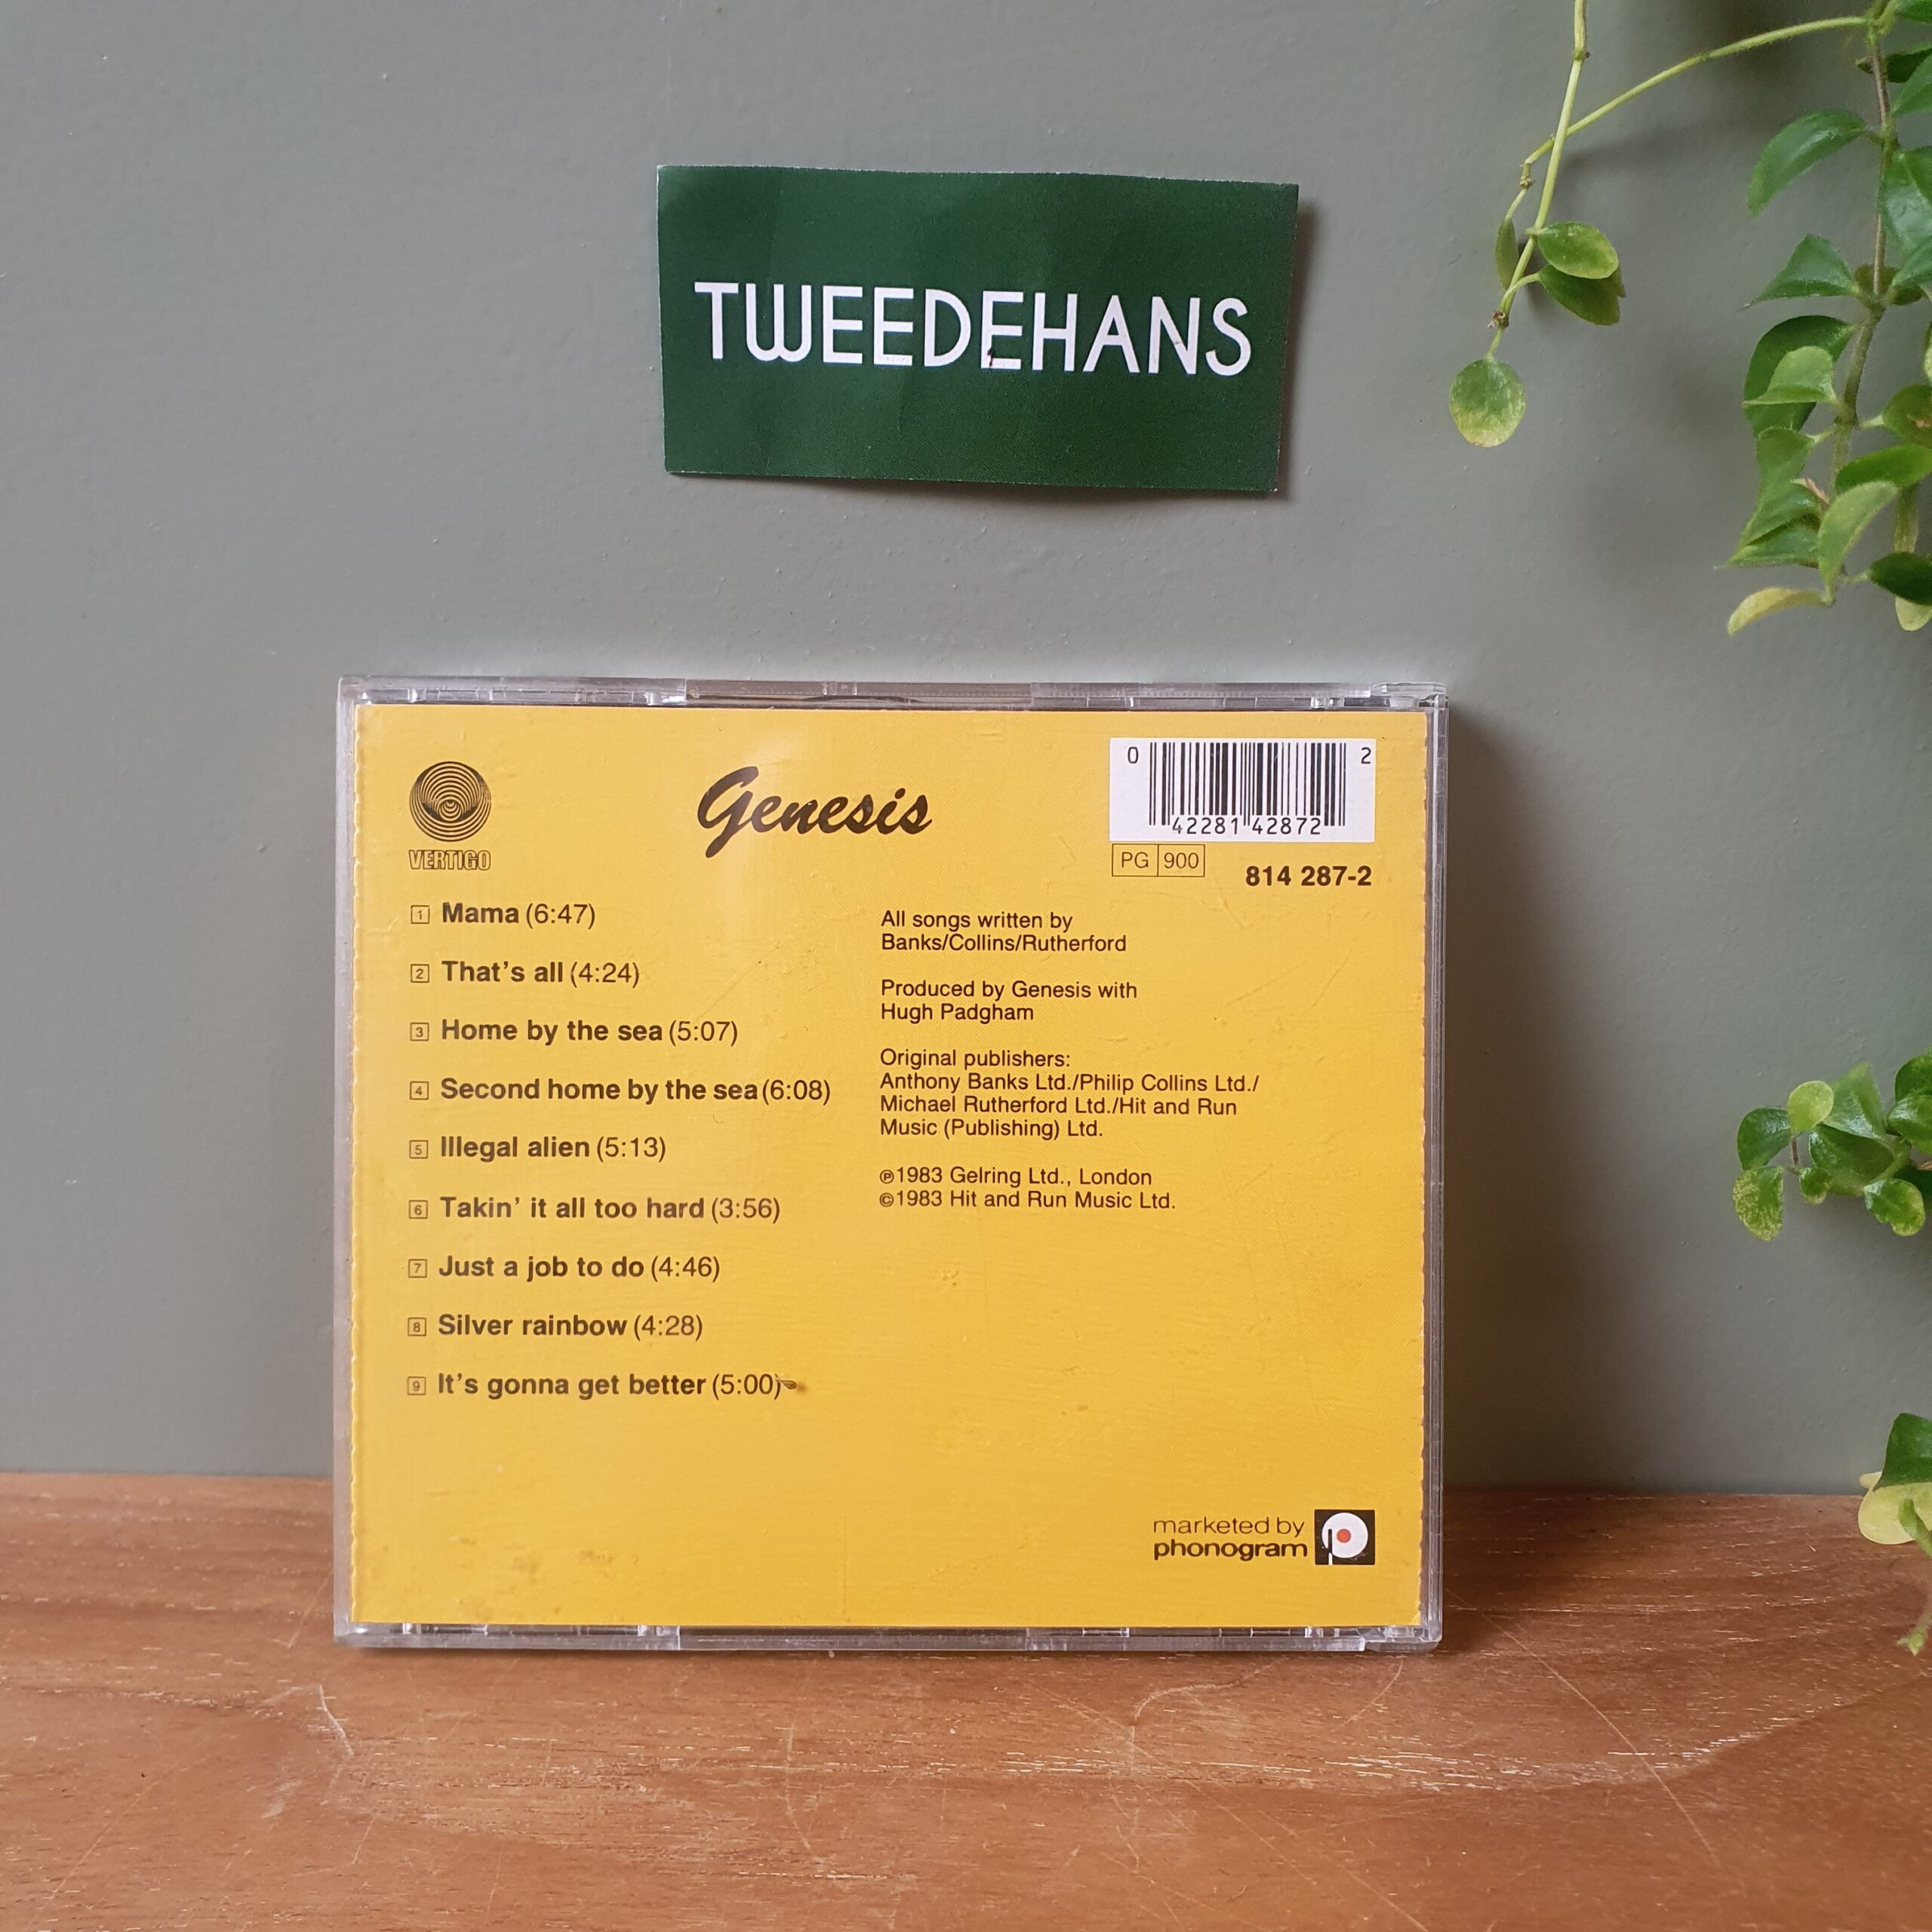 TWEEDEHANS
VERTIGO
Genesis
0 42281 42872 2
PG 900
814 287-2
1 Mama (6:47)
2 That's all (4:24)
3 Home by the sea (5:07)
4 Second home by the sea (6:08)
5 Illegal alien (5:13)
6 Takin' it all too hard (3:56)
7 Just a job to do (4:46)
8 Silver rainbow (4:28)
9 It's gonna get better (5:00)
All songs written by
Banks/Collins/Rutherford
Produced by Genesis with
Hugh Padgham
Original publishers:
Anthony Banks Ltd./Philip Collins Ltd./
Michael Rutherford Ltd./Hit and Run
Music (Publishing) Ltd.
℗1983 Gelring Ltd., London
©1983 Hit and Run Music Ltd.
marketed by
phonogram